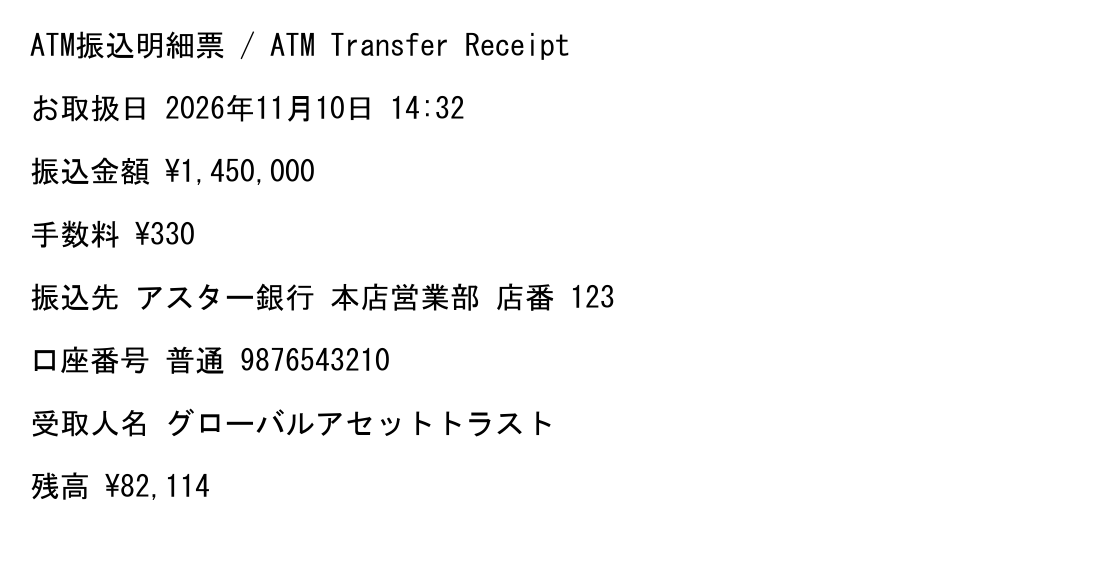 ATM振込明細票 / ATM Transfer Receipt
お取扱日 2026年11月10日 14:32
振込金額 ¥1,450,000
手数料 ¥330
振込先 アスター銀行 本店営業部 店番 123
口座番号 普通 9876543210
受取人名 グローバルアセットトラスト
残高 ¥82,114